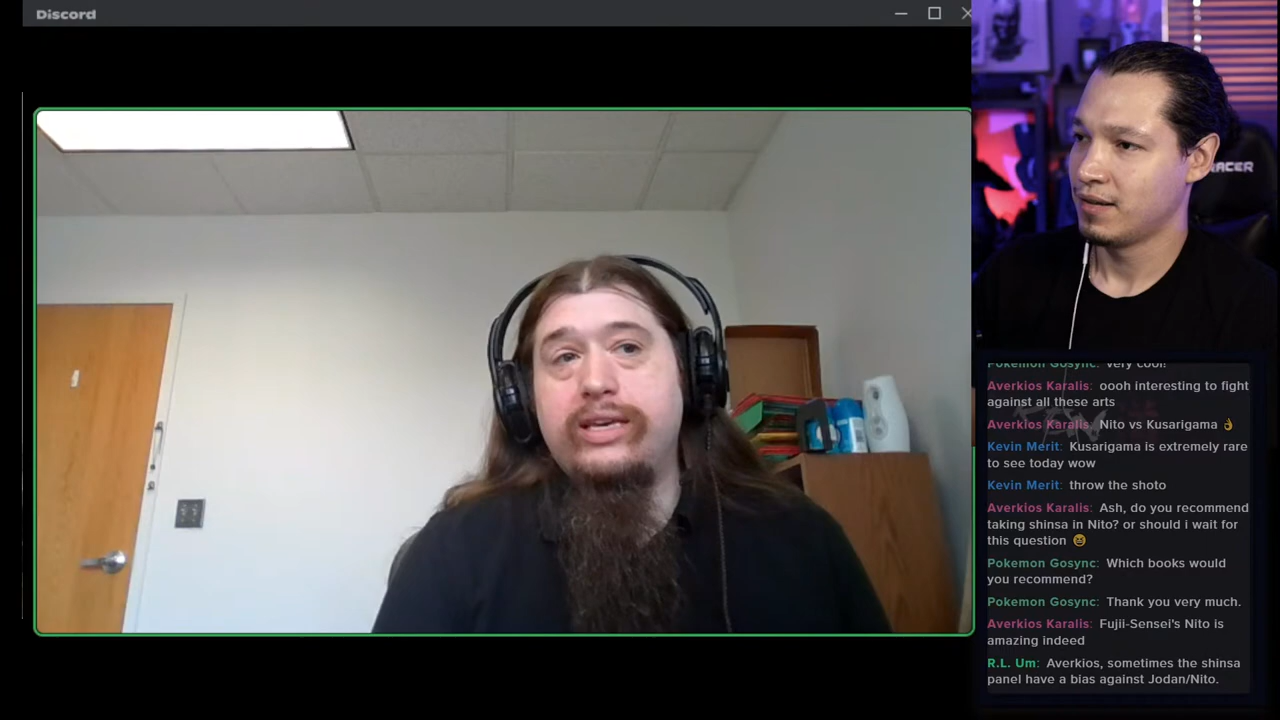 Discord
Pokemon Gosync: very cool!
Averkios Karalis: oooh interesting to fight
against all these arts
Averkios Karalis: Nito vs Kusarigama 👌
Kevin Merit: Kusarigama is extremely rare
to see today wow
Kevin Merit: throw the shoto
Averkios Karalis: Ash, do you recommend
taking shinsa in Nito? or should i wait for
this question 😆
Pokemon Gosync: Which books would
you recommend?
Pokemon Gosync: Thank you very much.
Averkios Karalis: Fujii-Sensei's Nito is
amazing indeed
R.L. Um: Averkios, sometimes the shinsa
panel have a bias against Jodan/Nito.
RACER